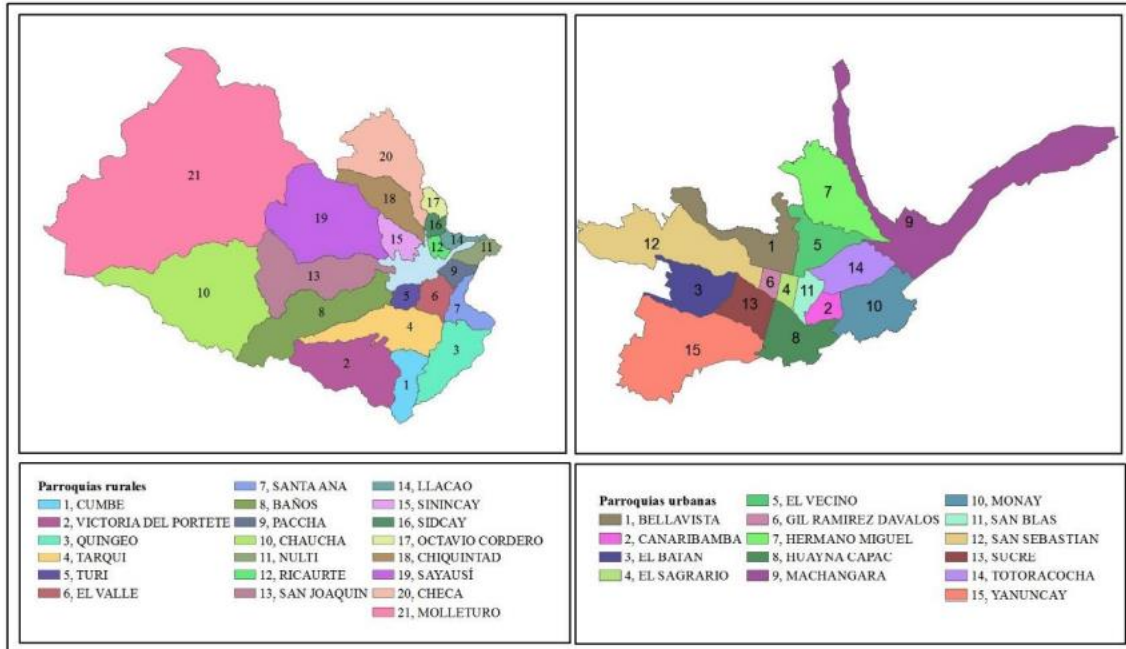 21
20
19
18
17
16
15
14
12
11
13
9
10
5
6
7
8
4
3
2
1
7
9
12
1
5
14
6
4
11
3
13
2
10
8
15
Parroquias rurales
1, CUMBE
2, VICTORIA DEL PORTETE
3, QUINGEO
4, TARQUI
5, TURI
6, EL VALLE
7, SANTA ANA
8, BAÑOS
9, PACCHA
10, CHAUCHA
11, NULTI
12, RICAURTE
13, SAN JOAQUIN
14, LLACAO
15, SININCAY
16, SIDCAY
17, OCTAVIO CORDERO
18, CHIQUINTAD
19, SAYAUSÍ
20, CHECA
21, MOLLETURO
Parroquias urbanas
1, BELLAVISTA
2, CANARIBAMBA
3, EL BATAN
4, EL SAGRARIO
5, EL VECINO
6, GIL RAMIREZ DAVALOS
7, HERMANO MIGUEL
8, HUAYNA CAPAC
9, MACHANGARA
10, MONAY
11, SAN BLAS
12, SAN SEBASTIAN
13, SUCRE
14, TOTORACOCHA
15, YANUNCAY